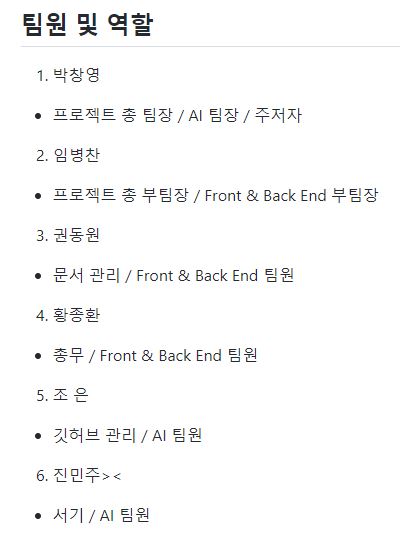 팀원 및 역할
1. 박창영
• 프로젝트 총 팀장 / AI 팀장 / 주저자
2. 임병찬
• 프로젝트 총 부팀장 / Front & Back End 부팀장
3. 권동원
• 문서 관리 / Front & Back End 팀원
4. 황종환
• 총무 / Front & Back End 팀원
5. 조 은
• 깃허브 관리 / AI 팀원
6. 진민주><
• 서기 / AI 팀원